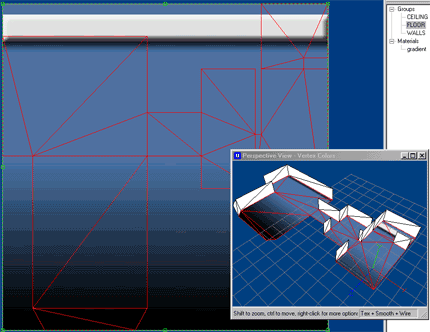 Groups
CEILING
FLOOR
WALLS
Materials
gradient
Perspective View - Vertex Colors
Shift to zoom, ctrl to move, right-click for more options
Tex + Smooth + Wire